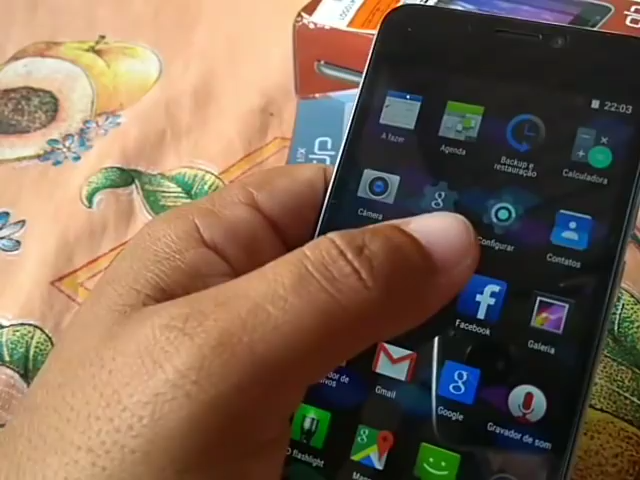 22:03
A fazer
Agenda
Backup e
restauração
Calculadora
Câmera
Configurar
Contatos
Facebook
Galeria
Gmail
Google
Gravador de som
flashlight